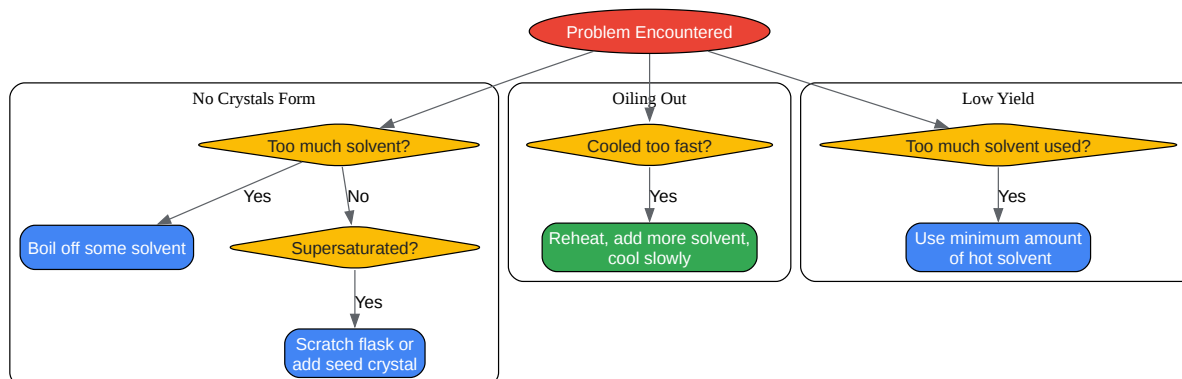 Problem Encountered
No Crystals Form
Oiling Out
Low Yield
Too much solvent?
Cooled too fast?
Too much solvent used?
Yes
No
Yes
Yes
Boil off some solvent
Supersaturated?
Reheat, add more solvent,
cool slowly
Use minimum amount
of hot solvent
Yes
Scratch flask or
add seed crystal